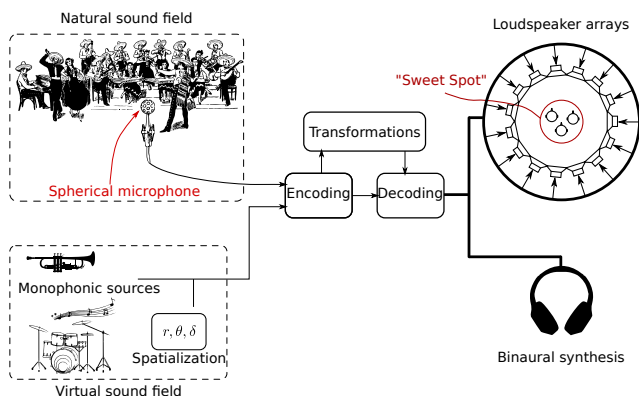 Natural sound field
Loudspeaker arrays
"Sweet Spot"
Transformations
Spherical microphone
Encoding
Decoding
Monophonic sources
r, θ, δ
Spatialization
Binaural synthesis
Virtual sound field